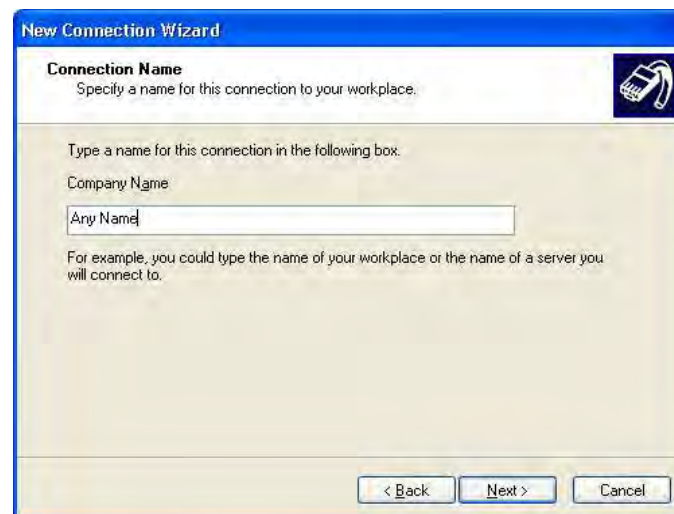 New Connection Wizard
Connection Name
Specify a name for this connection to your workplace.
Type a name for this connection in the following box.
Company Name
Any Name
For example, you could type the name of your workplace or the name of a server you
will connect to.
< Back Next > Cancel